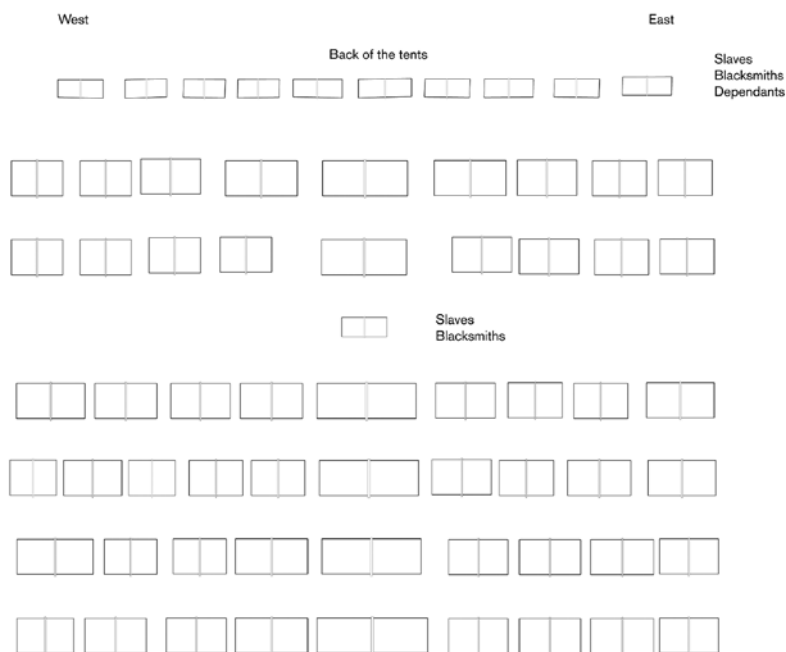 West
East
Back of the tents
Slaves
Blacksmiths
Dependants
Slaves
Blacksmiths